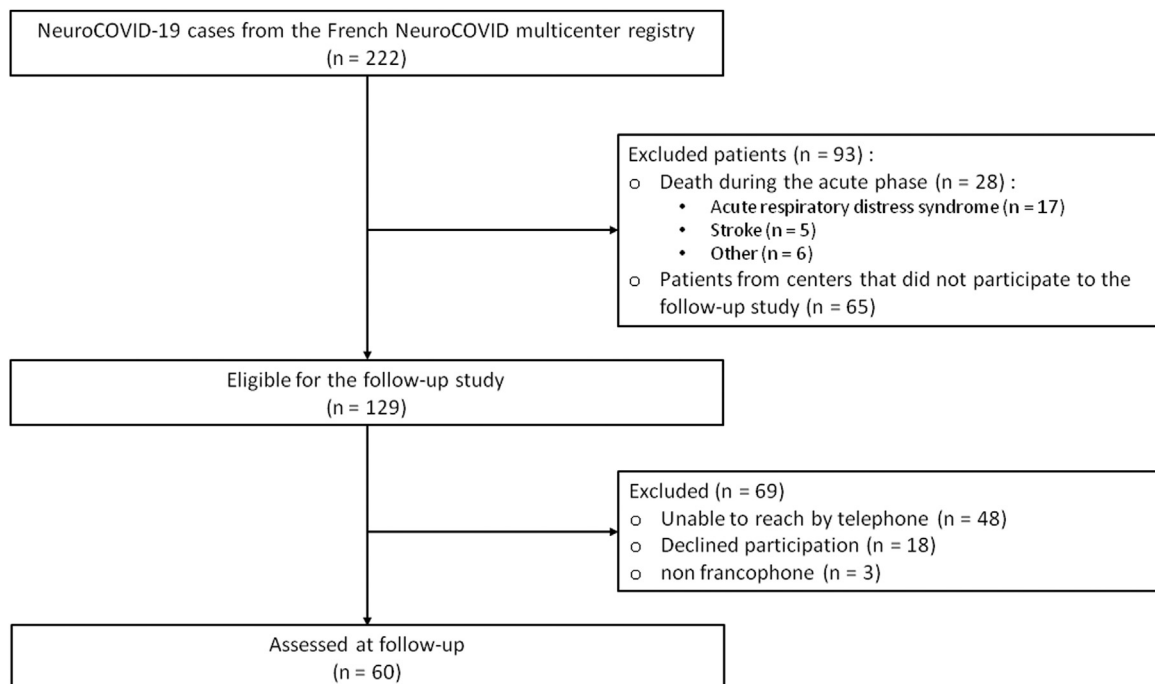 NeuroCOVID-19 cases from the French NeuroCOVID multicenter registry
(n = 222)
Excluded patients (n = 93) :
o Death during the acute phase (n = 28) :
• Acute respiratory distress syndrome (n = 17)
• Stroke (n = 5)
• Other (n = 6)
o Patients from centers that did not participate to the
follow-up study (n = 65)
Eligible for the follow-up study
(n = 129)
Excluded (n = 69)
o Unable to reach by telephone (n = 48)
o Declined participation (n = 18)
o non francophone (n = 3)
Assessed at follow-up
(n = 60)